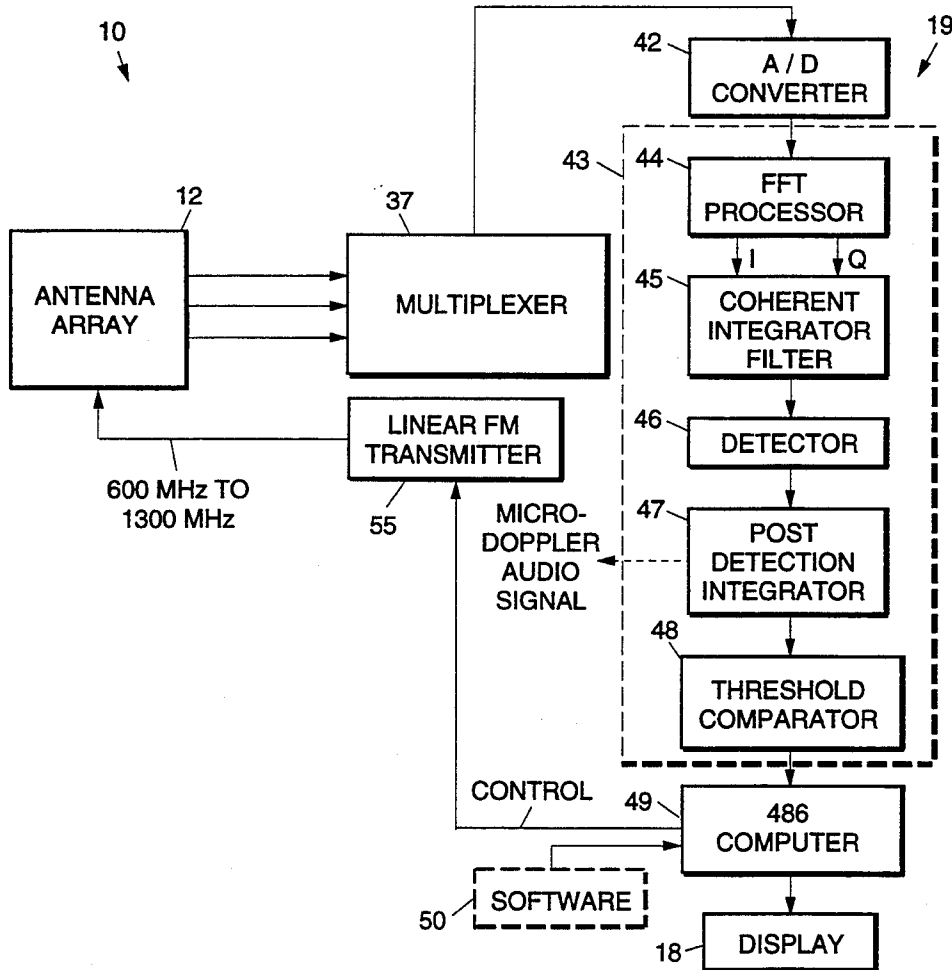 10
42
A / D
CONVERTER
19
43
44
FFT
PROCESSOR
I
Q
12
ANTENNA
ARRAY
37
MULTIPLEXER
45
COHERENT
INTEGRATOR
FILTER
LINEAR FM
TRANSMITTER
55
600 MHz TO
1300 MHz
46
DETECTOR
47
POST
DETECTION
INTEGRATOR
MICRO-
DOPPLER
AUDIO
SIGNAL
48
THRESHOLD
COMPARATOR
CONTROL
49
486
COMPUTER
50
SOFTWARE
18
DISPLAY